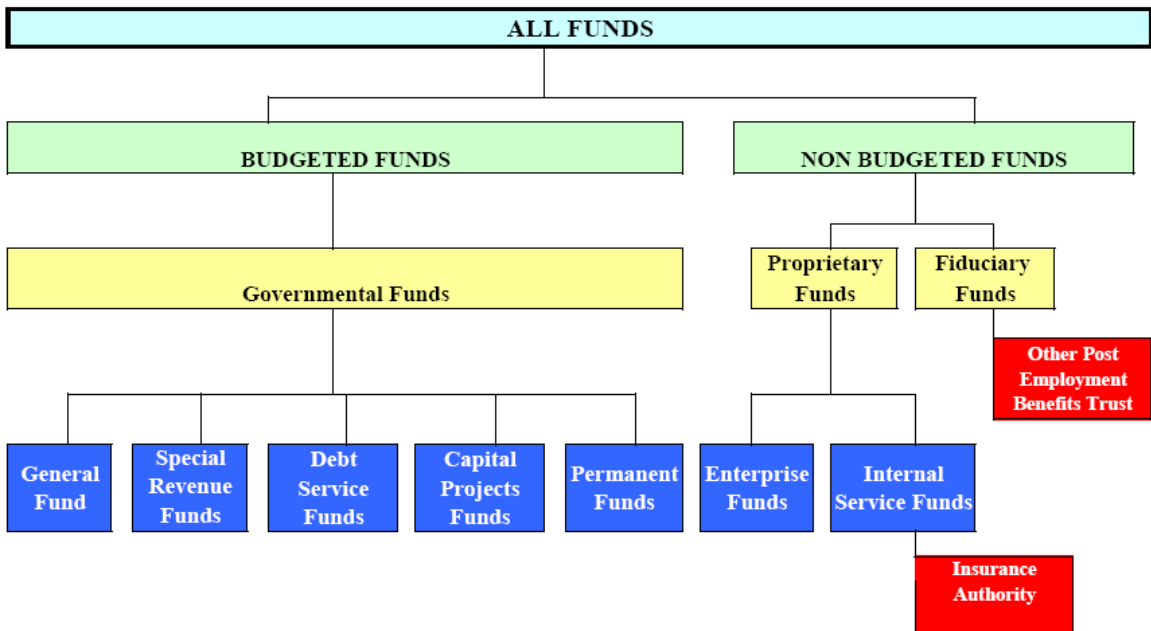 ALL FUNDS
BUDGETED FUNDS
NON BUDGETED FUNDS
Governmental Funds
Proprietary
Funds
Fiduciary
Funds
Other Post
Employment
Benefits Trust
General
Fund
Special
Revenue
Funds
Debt
Service
Funds
Capital
Projects
Funds
Permanent
Funds
Enterprise
Funds
Internal
Service Funds
Insurance
Authority